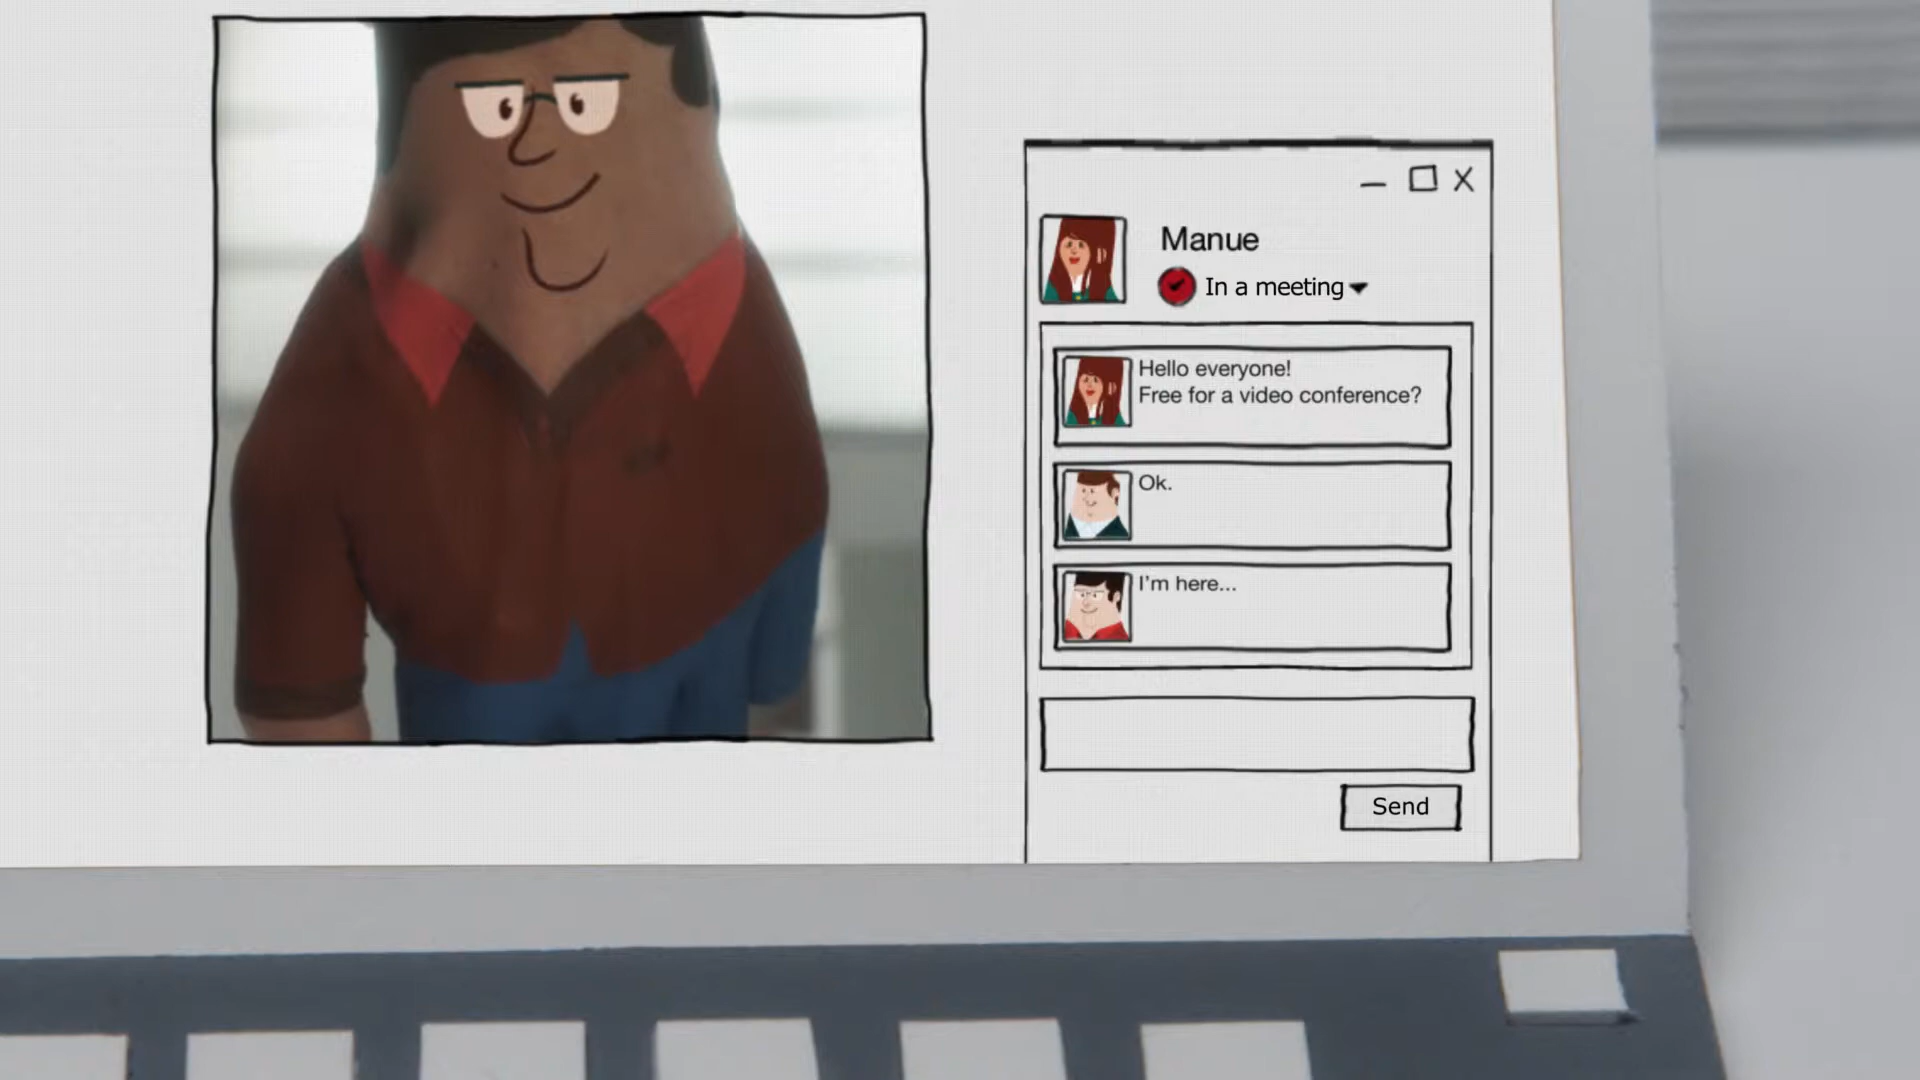 Manue
In a meeting
Hello everyone!
Free for a video conference?
Ok.
I'm here...
Send